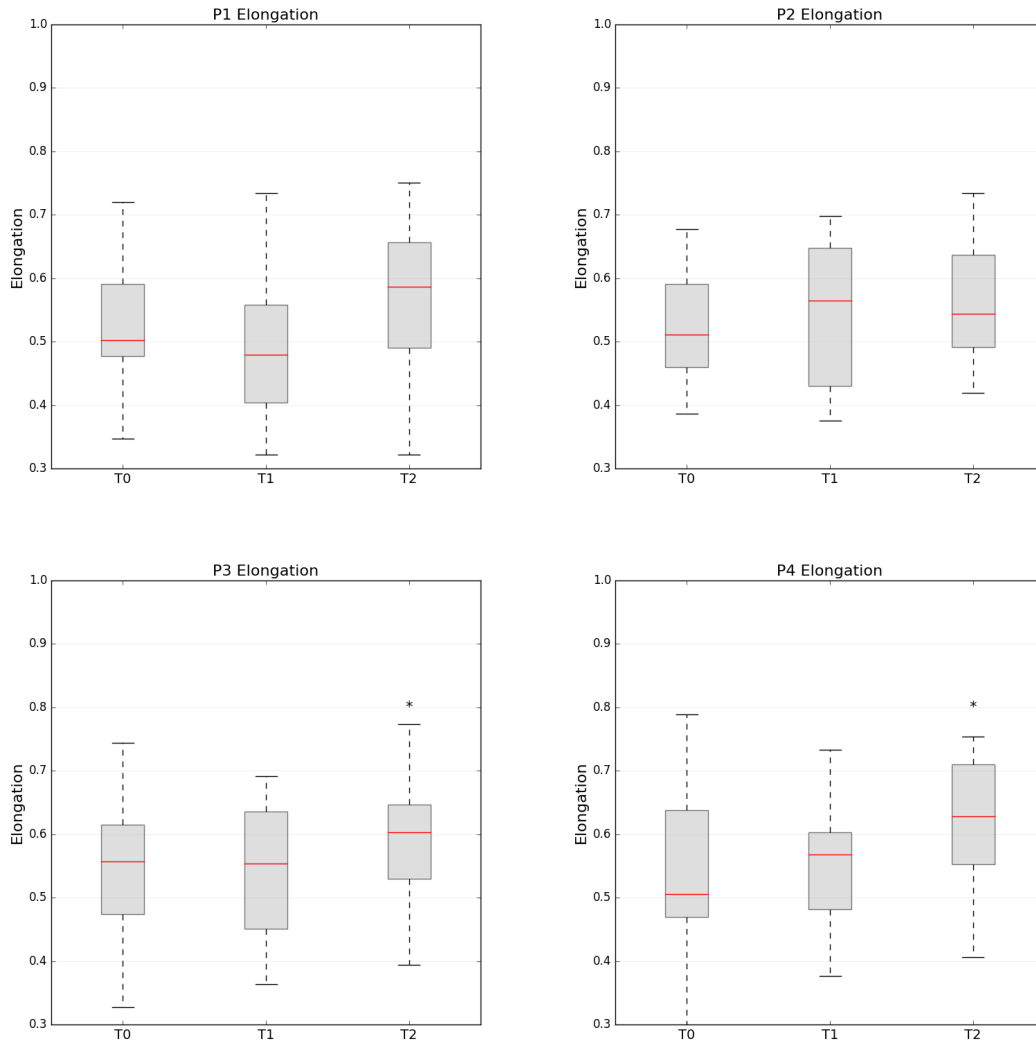 P1 Elongation
1.0
0.9
0.8
0.7
0.6
0.5
0.4
0.3
Elongation
T0 T1 T2
P2 Elongation
1.0
0.9
0.8
0.7
0.6
0.5
0.4
0.3
Elongation
T0 T1 T2
P3 Elongation
1.0
0.9
0.8
0.7
0.6
0.5
0.4
0.3
Elongation
*
T0 T1 T2
P4 Elongation
1.0
0.9
0.8
0.7
0.6
0.5
0.4
0.3
Elongation
*
T0 T1 T2